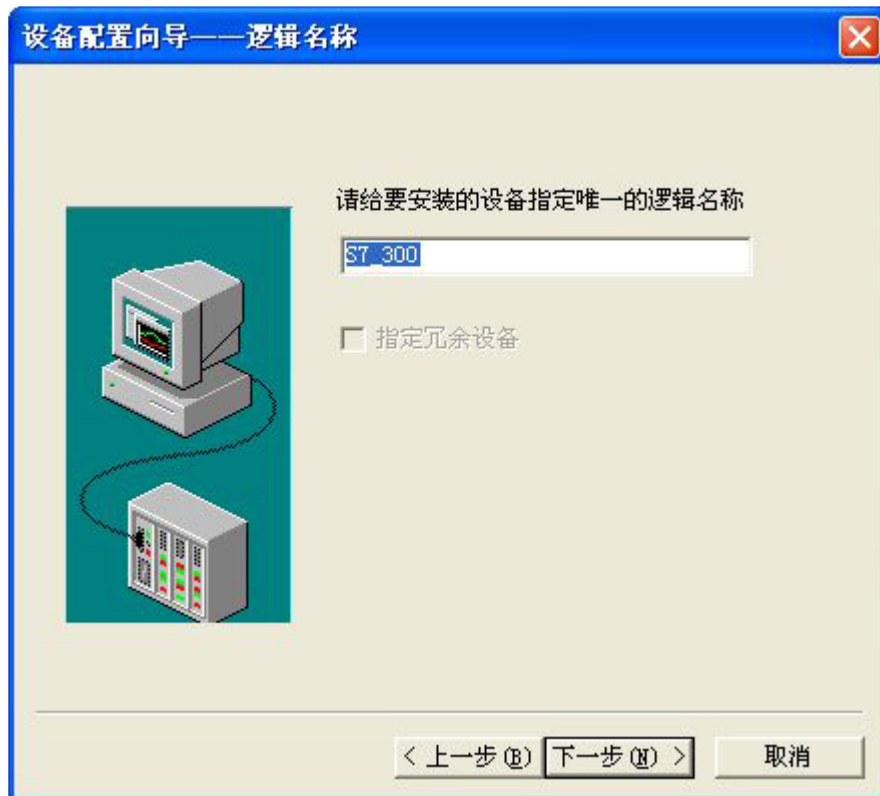 设备配置向导——逻辑名称
请给要安装的设备指定唯一的逻辑名称
S7_300
指定冗余设备
< 上一步(B) 下一步(N) > 取消